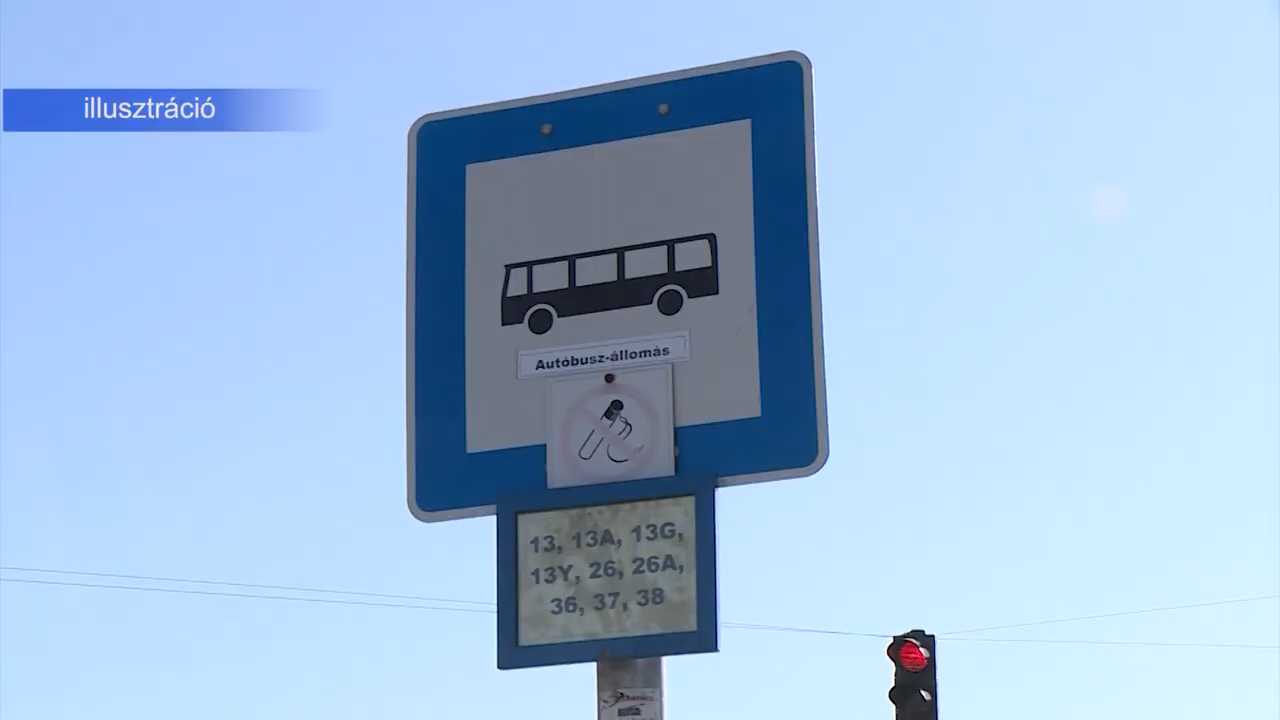 illusztráció
Autóbusz-állomás
13, 13A, 13G,
13Y, 26, 26A,
36, 37, 38